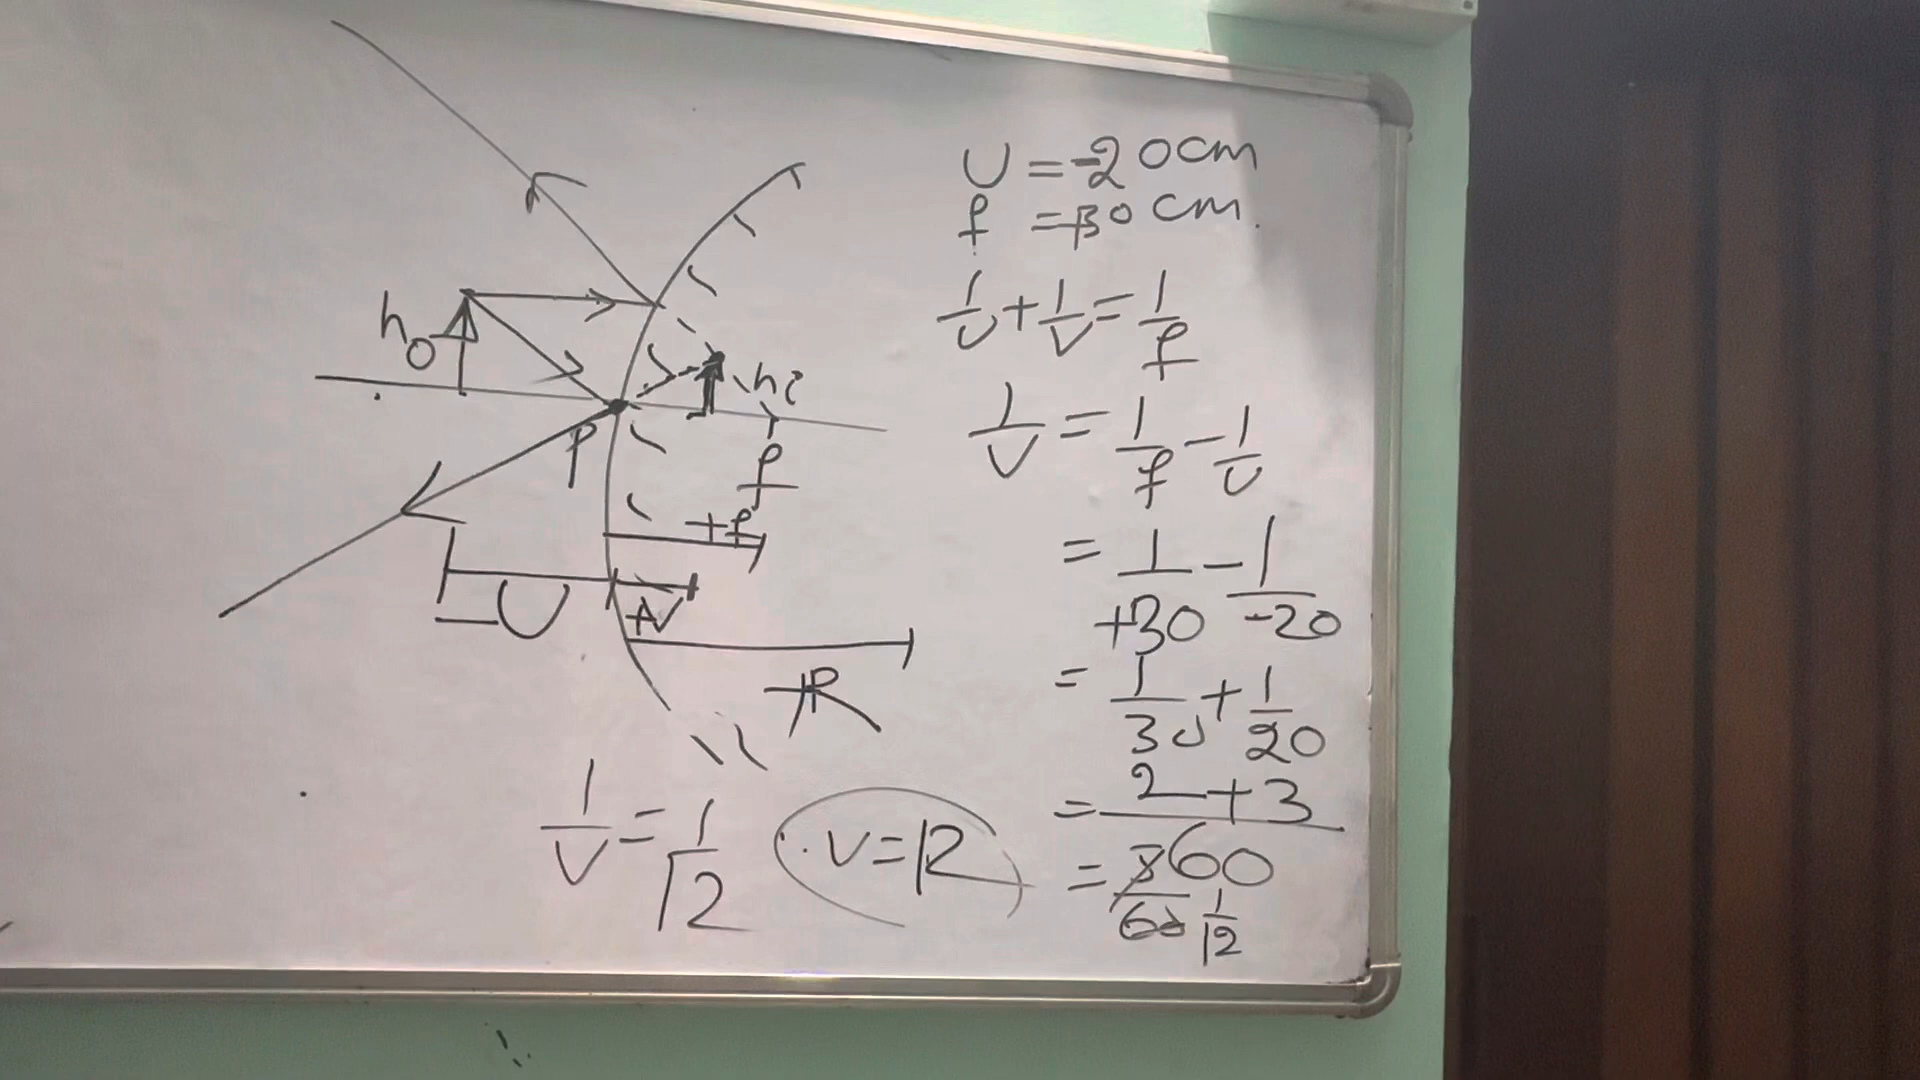 h₀
hi
P
f
+f
-U
+V
+R
U = -20 cm
f = +30 cm.
1/U + 1/V = 1/f
1/V = 1/f - 1/U
= 1/+30 - 1/-20
= 1/30 + 1/20
= 2+3/60
= 5/60 1/12
1/V = 1/12
∴ V = 12